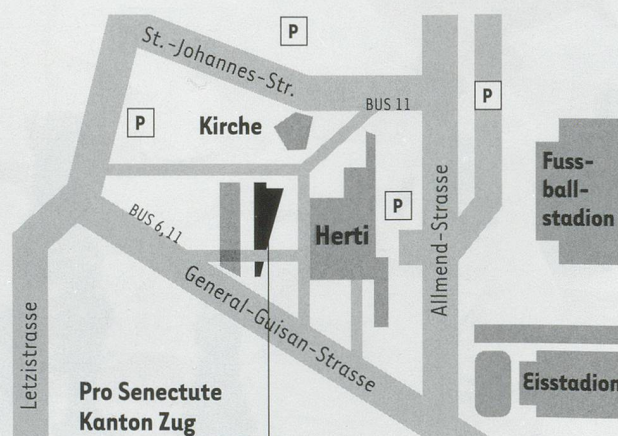 P
St.-Johannes-Str.
P
BUS 11
P
Kirche
Fuss-
ball-
stadion
P
BUS 6,11
Herti
Allmend-Strasse
General-Guisan-Strasse
Letzistrasse
Eisstadion
Pro Senectute
Kanton Zug